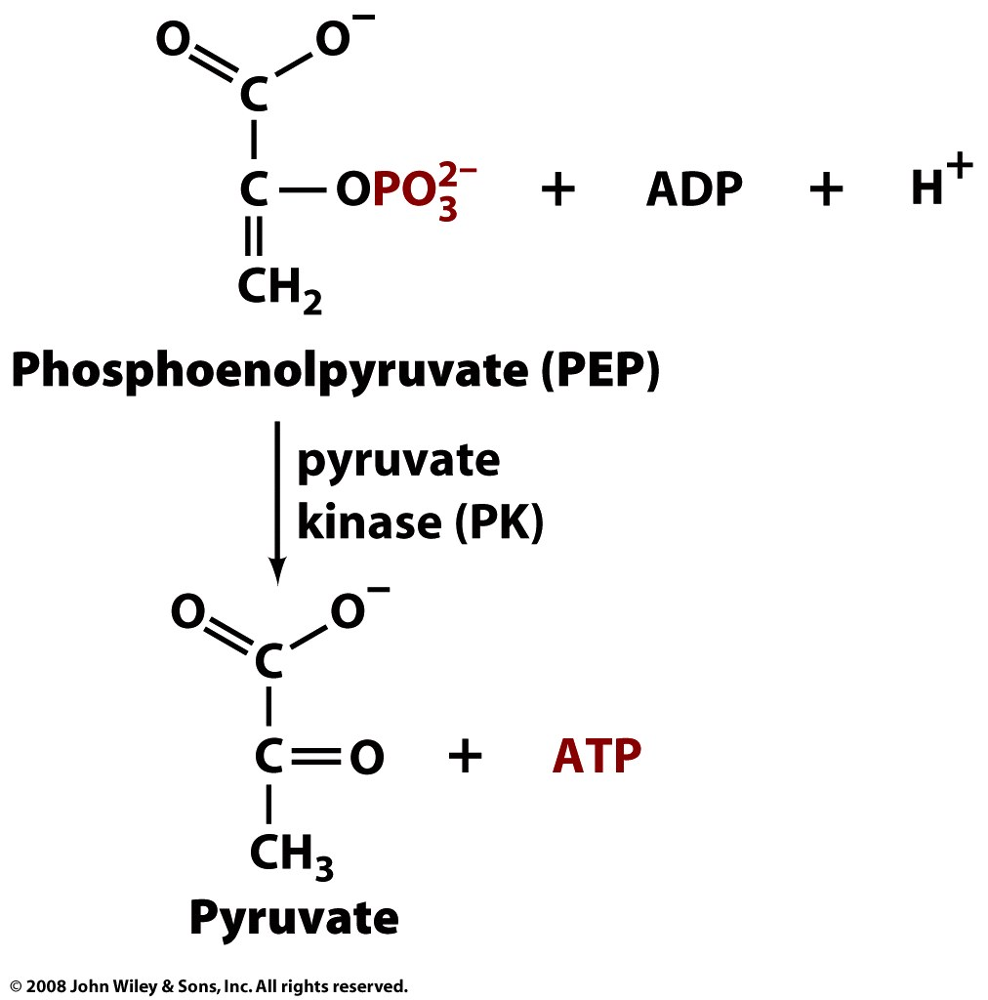 O O⁻
C
C — OPO₃²⁻ + ADP + H⁺
CH₂
Phosphoenolpyruvate (PEP)
pyruvate
kinase (PK)
O O⁻
C
C=O + ATP
CH₃
Pyruvate
© 2008 John Wiley & Sons, Inc. All rights reserved.